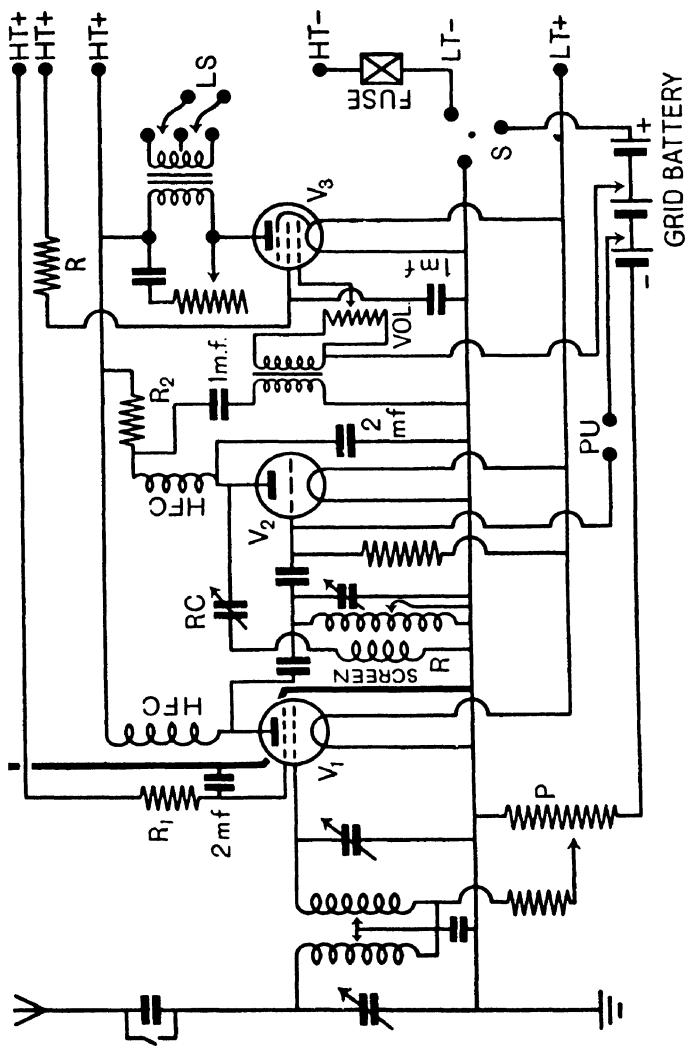 HT+
HT+
HT+
LS
HT-
FUSE
LT-
LT+
S
+
GRID BATTERY
-
R
V3
1mf
VOL.
1m.f.
R2
2 mf
PU
HFC
V2
RC
SCREEN
R
HFC
V1
R1
2mf
P